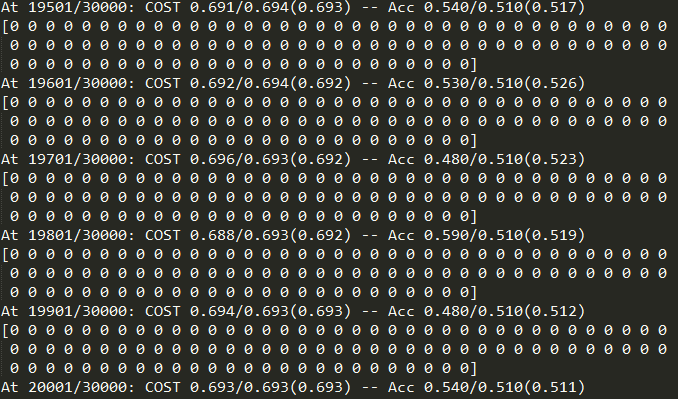 At 19501/30000: COST 0.691/0.694(0.693) -- Acc 0.540/0.510(0.517)
[0 0 0 0 0 0 0 0 0 0 0 0 0 0 0 0 0 0 0 0 0 0 0 0 0 0 0 0 0 0 0 0 0 0 0 0 0
 0 0 0 0 0 0 0 0 0 0 0 0 0 0 0 0 0 0 0 0 0 0 0 0 0 0 0 0 0 0 0 0 0 0 0 0 0
 0 0 0 0 0 0 0 0 0 0 0 0 0 0 0 0 0 0 0 0 0 0 0 0 0 0]
At 19601/30000: COST 0.692/0.694(0.692) -- Acc 0.530/0.510(0.526)
[0 0 0 0 0 0 0 0 0 0 0 0 0 0 0 0 0 0 0 0 0 0 0 0 0 0 0 0 0 0 0 0 0 0 0 0 0
 0 0 0 0 0 0 0 0 0 0 0 0 0 0 0 0 0 0 0 0 0 0 0 0 0 0 0 0 0 0 0 0 0 0 0 0 0
 0 0 0 0 0 0 0 0 0 0 0 0 0 0 0 0 0 0 0 0 0 0 0 0 0 0]
At 19701/30000: COST 0.696/0.693(0.692) -- Acc 0.480/0.510(0.523)
[0 0 0 0 0 0 0 0 0 0 0 0 0 0 0 0 0 0 0 0 0 0 0 0 0 0 0 0 0 0 0 0 0 0 0 0 0
 0 0 0 0 0 0 0 0 0 0 0 0 0 0 0 0 0 0 0 0 0 0 0 0 0 0 0 0 0 0 0 0 0 0 0 0 0
 0 0 0 0 0 0 0 0 0 0 0 0 0 0 0 0 0 0 0 0 0 0 0 0 0 0]
At 19801/30000: COST 0.688/0.693(0.692) -- Acc 0.590/0.510(0.519)
[0 0 0 0 0 0 0 0 0 0 0 0 0 0 0 0 0 0 0 0 0 0 0 0 0 0 0 0 0 0 0 0 0 0 0 0 0
 0 0 0 0 0 0 0 0 0 0 0 0 0 0 0 0 0 0 0 0 0 0 0 0 0 0 0 0 0 0 0 0 0 0 0 0 0
 0 0 0 0 0 0 0 0 0 0 0 0 0 0 0 0 0 0 0 0 0 0 0 0 0 0]
At 19901/30000: COST 0.694/0.693(0.693) -- Acc 0.480/0.510(0.512)
[0 0 0 0 0 0 0 0 0 0 0 0 0 0 0 0 0 0 0 0 0 0 0 0 0 0 0 0 0 0 0 0 0 0 0 0 0
 0 0 0 0 0 0 0 0 0 0 0 0 0 0 0 0 0 0 0 0 0 0 0 0 0 0 0 0 0 0 0 0 0 0 0 0 0
 0 0 0 0 0 0 0 0 0 0 0 0 0 0 0 0 0 0 0 0 0 0 0 0 0 0]
At 20001/30000: COST 0.693/0.693(0.693) -- Acc 0.540/0.510(0.511)